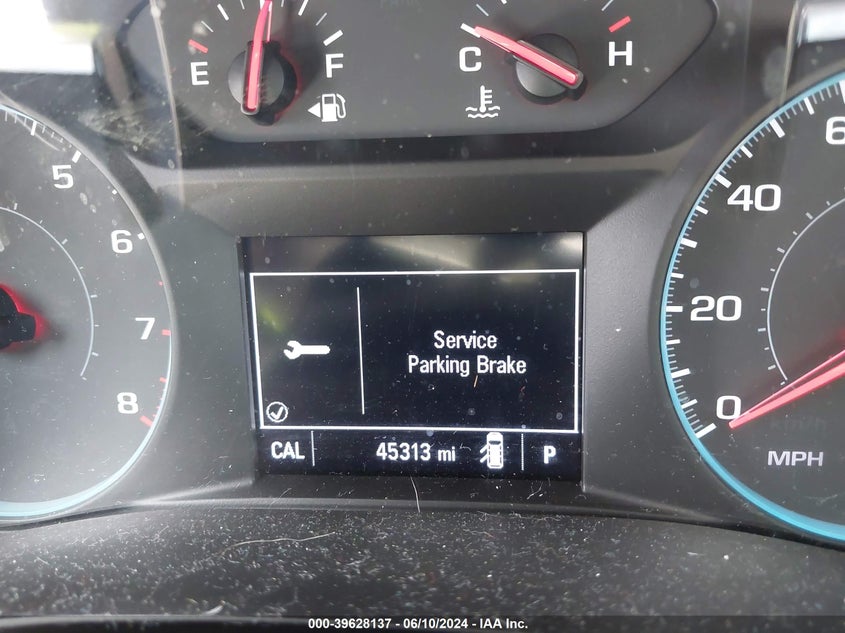 E F
C H
5
6
7
8
Service
Parking Brake
CAL 45313 mi P
40
20
0
MPH
000-39628137 - 06/10/2024 - IAA Inc.